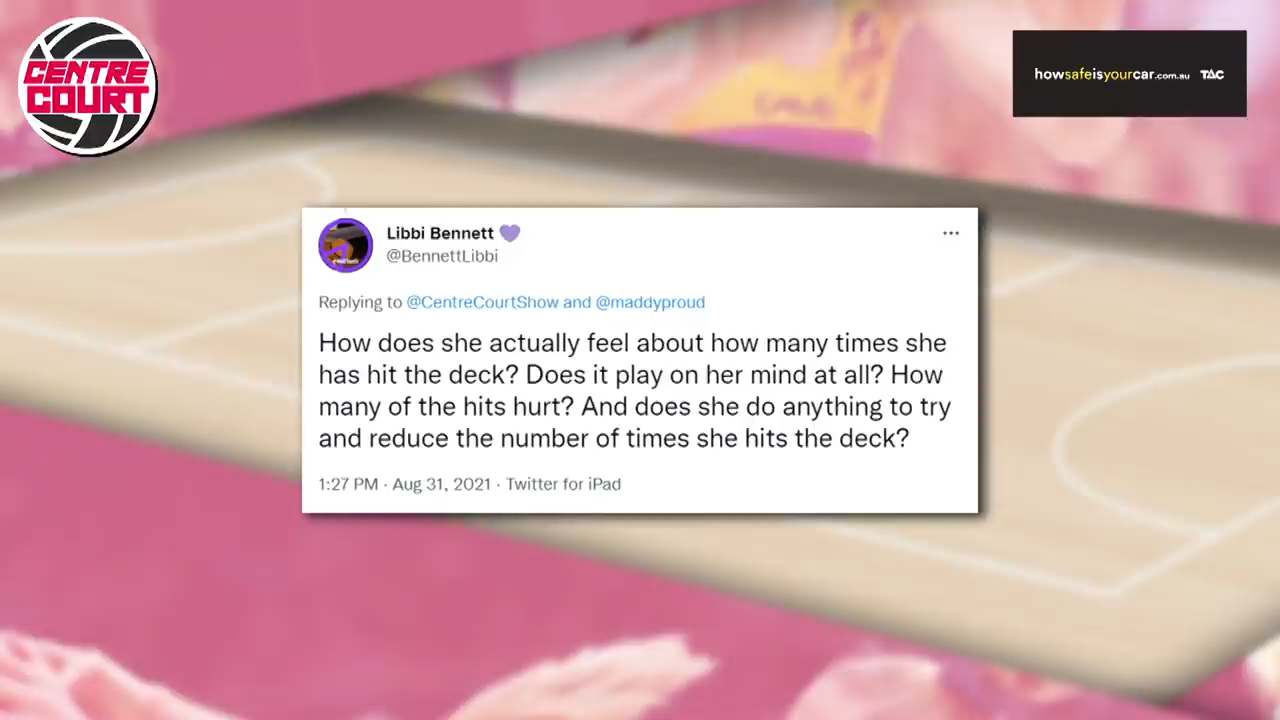 CENTRE
COURT
howsafeisyourcar.com.au TAC
Libbi Bennett 💜
@BennettLibbi
Replying to @CentreCourtShow and @maddyproud
How does she actually feel about how many times she
has hit the deck? Does it play on her mind at all? How
many of the hits hurt? And does she do anything to try
and reduce the number of times she hits the deck?
1:27 PM · Aug 31, 2021 · Twitter for iPad